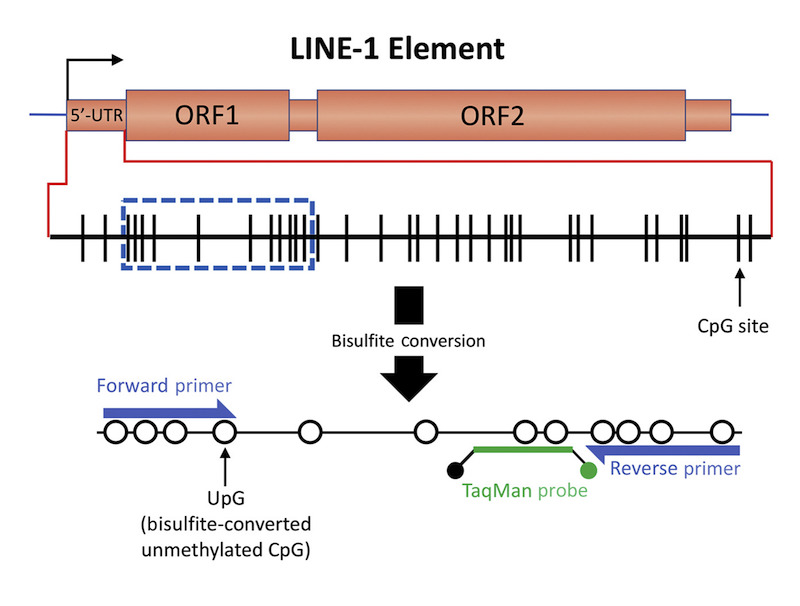 LINE-1 Element
5’-UTR
ORF1
ORF2
CpG site
Bisulfite conversion
Forward primer
UpG
(bisulfite-converted
unmethylated CpG)
TaqMan probe
Reverse primer